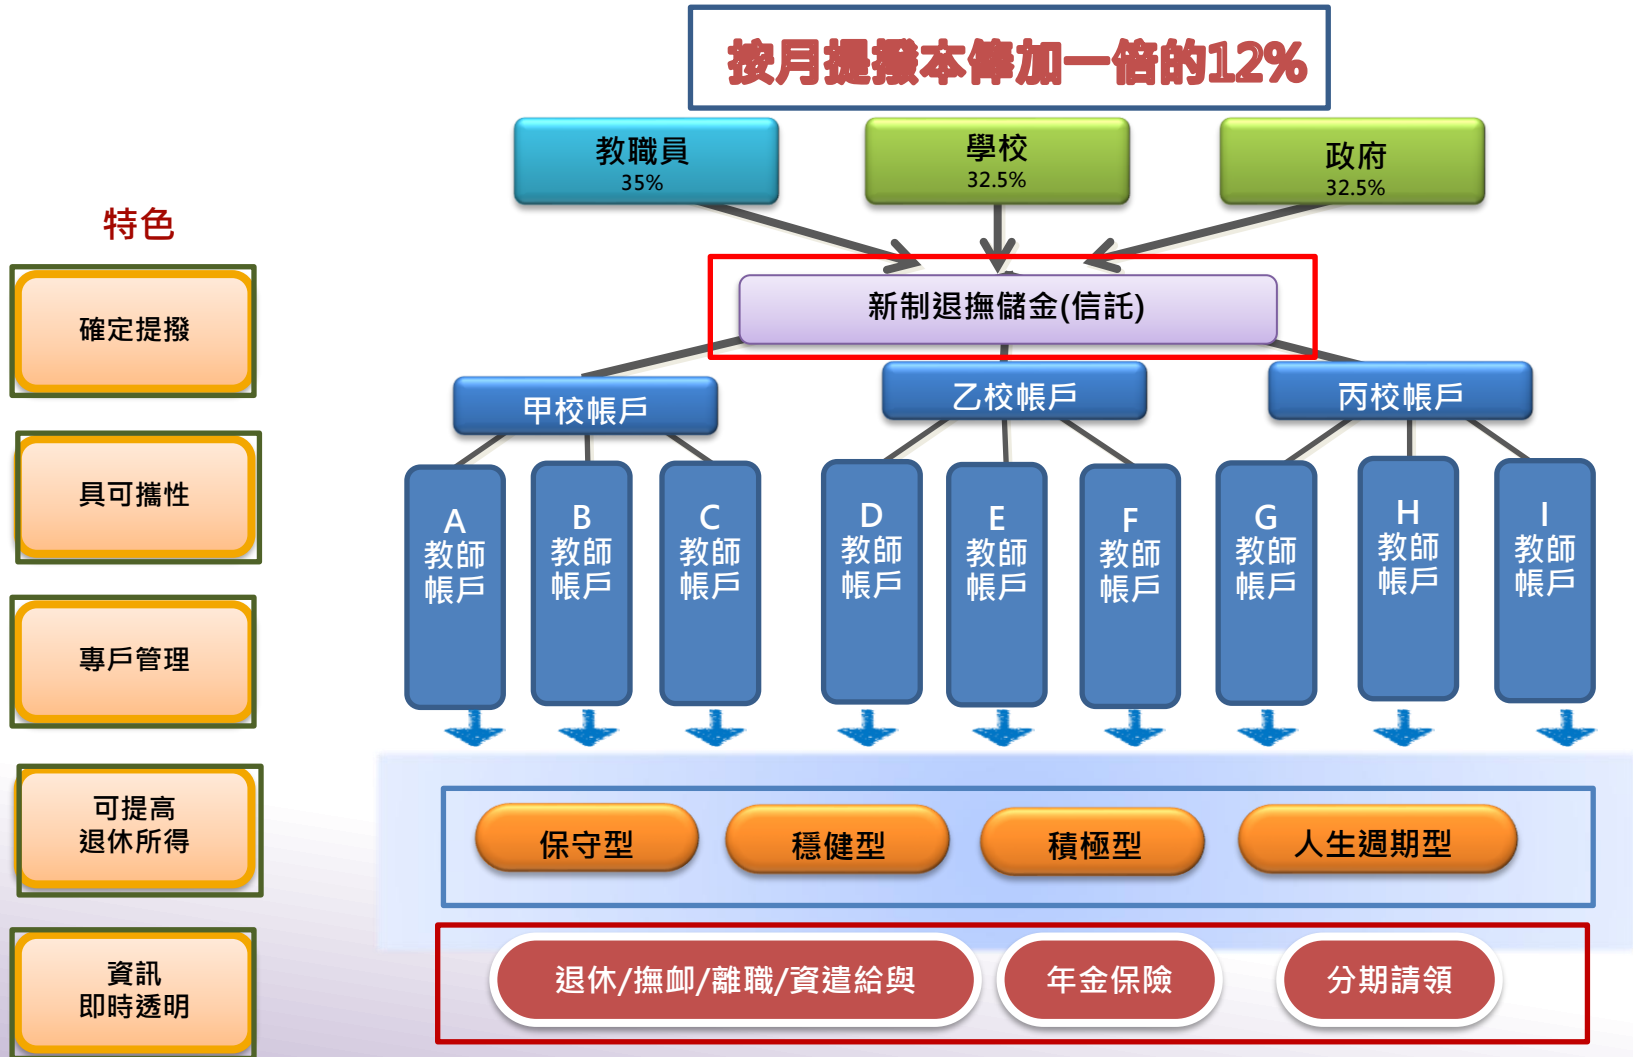 按月提撥本俸加一倍的12%
教職員
35%
學校
32.5%
政府
32.5%
特色
確定提撥
具可攜性
專戶管理
可提高
退休所得
資訊
即時透明
新制退撫儲金(信託)
甲校帳戶
乙校帳戶
丙校帳戶
A
教師
帳戶
B
教師
帳戶
C
教師
帳戶
D
教師
帳戶
E
教師
帳戶
F
教師
帳戶
G
教師
帳戶
H
教師
帳戶
I
教師
帳戶
保守型
穩健型
積極型
人生週期型
退休/撫卹/離職/資遣給與
年金保險
分期請領